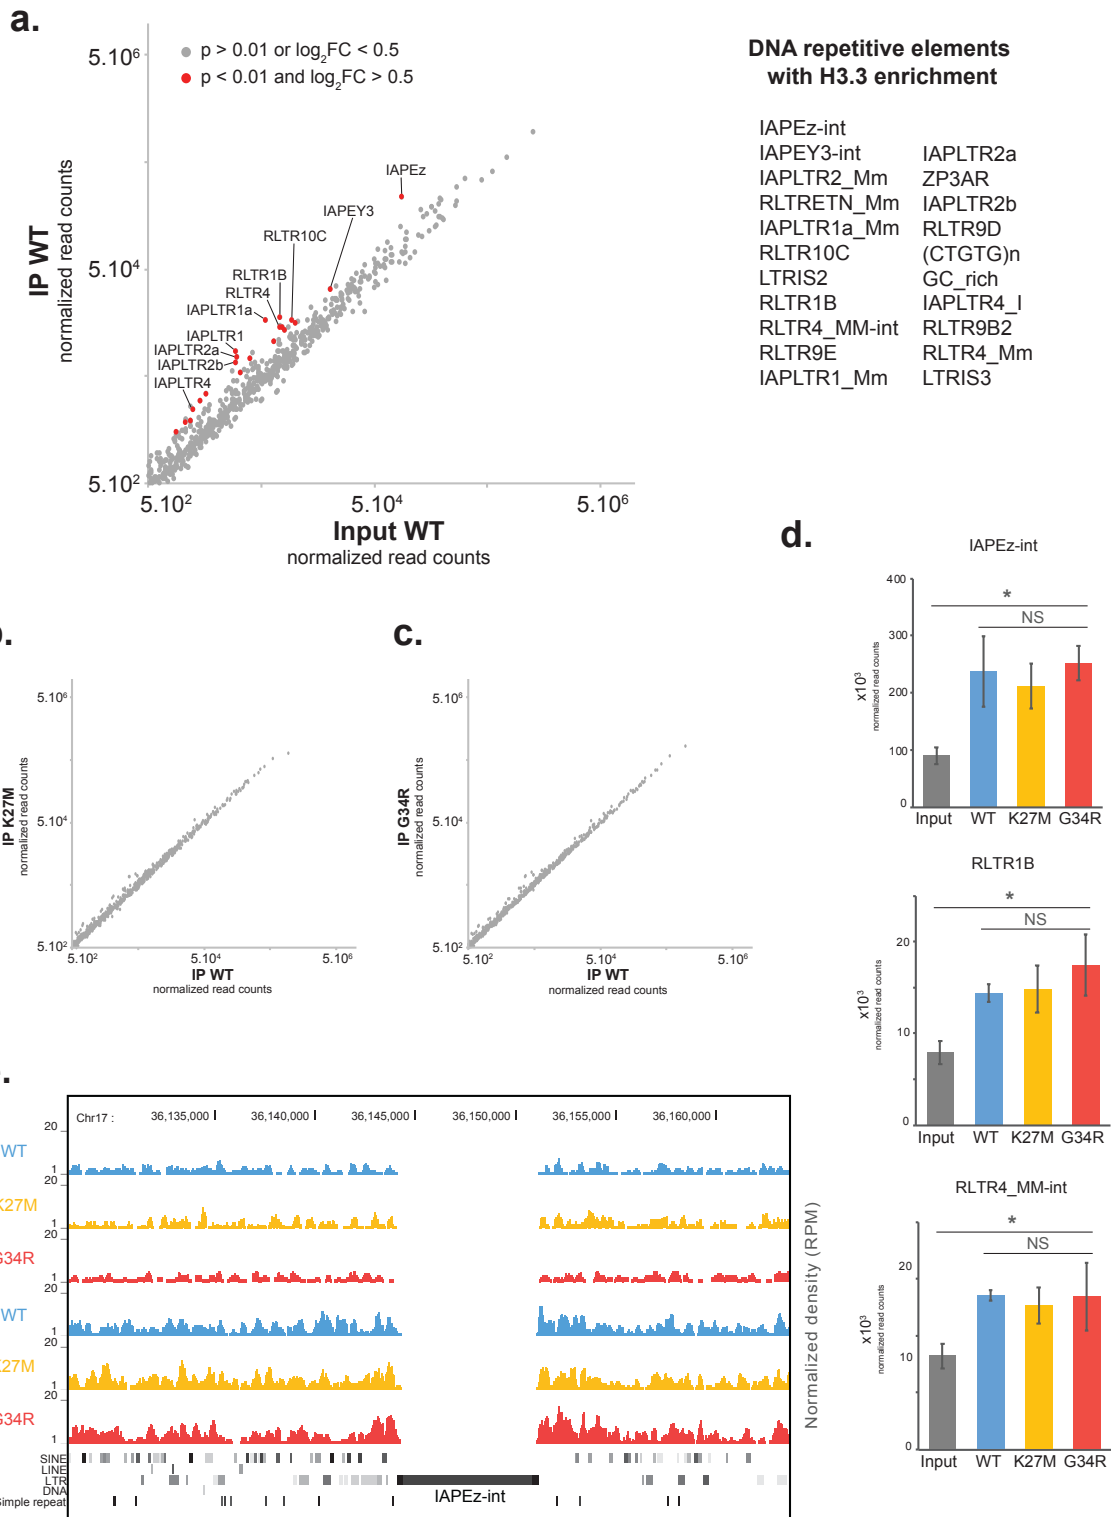 a.
5.10⁶
5.10⁴
5.10²
IP WT
normalized read counts
p > 0.01 or log₂FC < 0.5
p < 0.01 and log₂FC > 0.5
IAPEz
IAPEY3
RLTR10C
RLTR1B
RLTR4
IAPLTR1a
IAPLTR1
IAPLTR2a
IAPLTR2b
IAPLTR4
5.10² 5.10⁴ 5.10⁶
Input WT
normalized read counts
DNA repetitive elements
with H3.3 enrichment
IAPEz-int
IAPEY3-int
IAPLTR2_Mm
RLTRETN_Mm
IAPLTR1a_Mm
RLTR10C
LTRIS2
RLTR1B
RLTR4_MM-int
RLTR9E
IAPLTR1_Mm
IAPLTR2a
ZP3AR
IAPLTR2b
RLTR9D
(CTGTG)n
GC_rich
IAPLTR4_I
RLTR9B2
RLTR4_Mm
LTRIS3
5.10⁶
5.10⁴
5.10²
IP K27M
normalized read counts
5.10² 5.10⁴ 5.10⁶
IP WT
normalized read counts
c.
5.10⁶
5.10⁴
5.10²
IP G34R
normalized read counts
5.10² 5.10⁴ 5.10⁶
IP WT
normalized read counts
d.
IAPEz-int
400
300
200
100
0
x10³
normalized read counts
*
NS
Input WT K27M G34R
RLTR1B
20
10
0
x10³
normalized read counts
*
NS
Input WT K27M G34R
RLTR4_MM-int
20
10
0
x10³
normalized read counts
*
NS
Input WT K27M G34R
Chr17 : 36,135,000 36,140,000 36,145,000 36,150,000 36,155,000 36,160,000
20
WT
1
20
K27M
1
20
G34R
1
20
WT
1
20
K27M
1
20
G34R
1
SINE
LINE
LTR
DNA
Simple repeat
IAPEz-int
Normalized density (RPM)